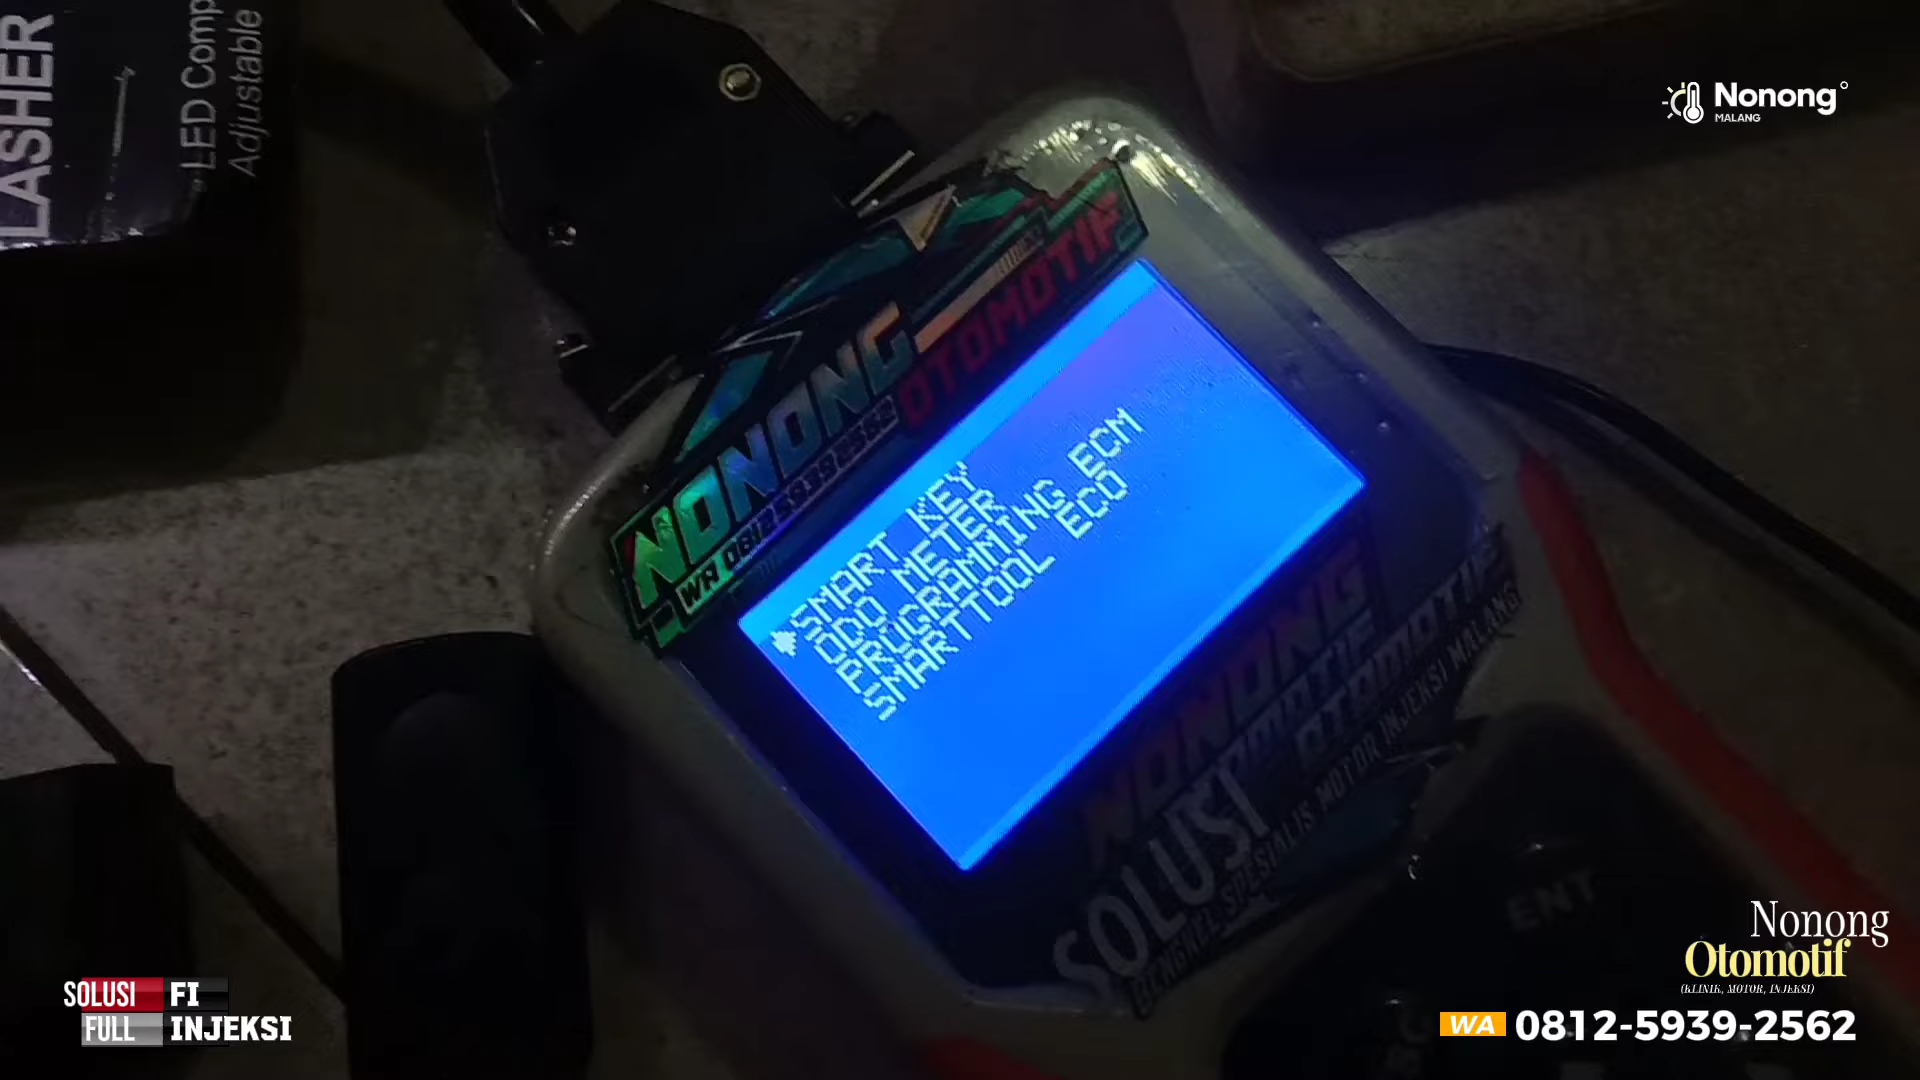 LASHER
LED Comp
Adjustable
Nonong
MALANG
NONONG
OTOMOTIF
WA 0812 5939 2562
SMART KEY
ODO METER
PRUGRAMMING ECM
SMARTTOOL ECO
NONONG
OTOMOTIF
SOLUSI
BENGKEL SPESIALIS MOTOR INJEKSI MALANG
ENT
Nonong
Otomotif
(KLINIK, MOTOR, INJEKSI)
SOLUSI FI
FULL INJEKSI
WA 0812-5939-2562